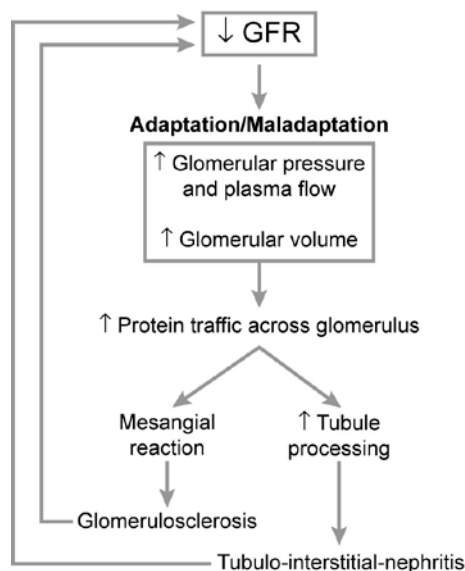 ↓ GFR
Adaptation/Maladaptation
↑ Glomerular pressure
and plasma flow
↑ Glomerular volume
↑ Protein traffic across glomerulus
Mesangial
reaction
↑ Tubule
processing
Glomerulosclerosis
Tubulo-interstitial-nephritis